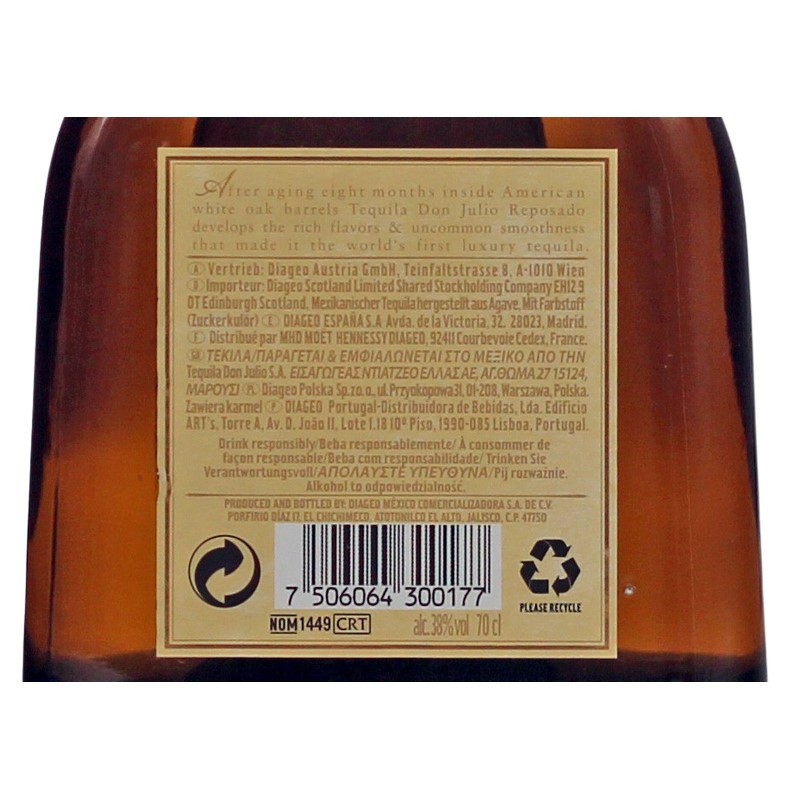 After aging eight months inside American
white oak barrels Tequila Don Julio Reposado
develops the rich flavors & uncommon smoothness
that made it the world's first luxury tequila.
Ⓐ Vertrieb: Diageo Austria GmbH, Teinfaltstrasse 8, A-1010 Wien
Ⓓ Importeur: Diageo Scotland Limited Shared Stockholding Company EH12 9
OT Edinburgh Scotland, Mexikanischer Tequila hergestellt aus Agave, Mit Farbstoff
(Zuckerkulör) Ⓔ DIAGEO ESPAÑA S.A Avda. de la Victoria, 32. 28023, Madrid.
Ⓕ Distribué par MHD MOËT HENNESSY DIAGEO, 92411 Courbevoie Cedex, France.
GR ΤΕΚΙΛΑ/ΠΑΡΑΓΕΤΑΙ & ΕΜΦΙΑΛΩΝΕΤΑΙ ΣΤΟ ΜΕΞΙΚΟ ΑΠΟ ΤΗΝ
Tequila Don Julio S.A. ΕΙΣΑΓΩΓΕΑΣ ΝΤΙΑΤΖΕΟ ΕΛΛΑΣ ΑΕ, ΑΓ.ΘΩΜΑ 27 15124,
ΜΑΡΟΥΣΙ PL Diageo Polska Sp.zo.o., ul. Przyokopowa 31, 01-208, Warszawa, Polska.
Zawiera karmel Ⓟ DIAGEO Portugal-Distribuidora de Bebidas, Lda. Edificio
ART's, Torre A, Av. D. João II, Lote 1.18 10º Piso, 1990-085 Lisboa, Portugal.
Drink responsibly/Beba responsablemente/ À consommer de
façon responsable/Beba com responsabilidade/ Trinken Sie
Verantwortungsvoll/ΑΠΟΛΑΥΣΤΕ ΥΠΕΥΘΥΝΑ/Pij rozważnie.
Alkohol to odpowiedzialność.
PRODUCED AND BOTTLED BY: DIAGEO MÉXICO COMERCIALIZADORA S.A. DE C.V.
PORFIRIO DÍAZ 17, EL CHICHIMECO, ATOTONILCO EL ALTO, JALISCO, C.P. 47750
7 506064 300177
PLEASE RECYCLE
NOM 1449 CRT
alc. 38% vol 70 cl